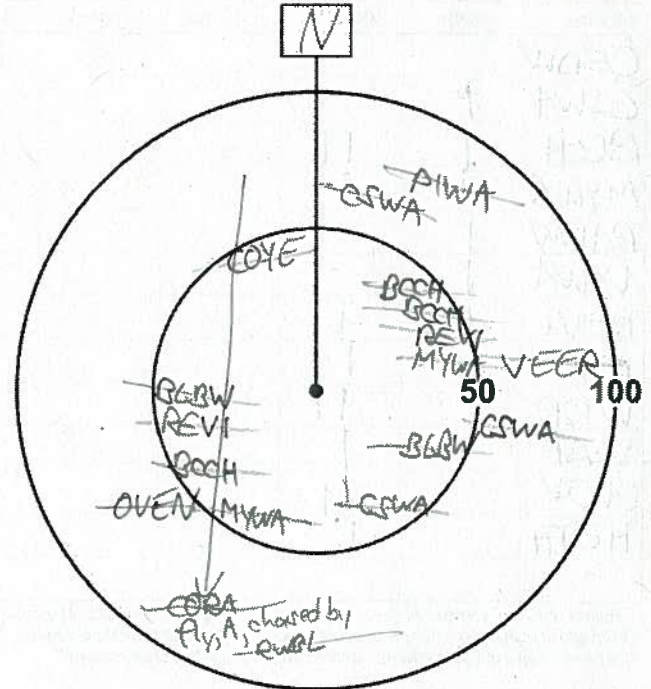 N
PIWA
CSWA
COYE
BCCH
BCCH
REVI
MYWA VEER
50 100
BGBW
CSWA
REVI
BGBW
BCCH
OVEN MYWA CSWA
CORA
Fly, A, chased by
RWBL